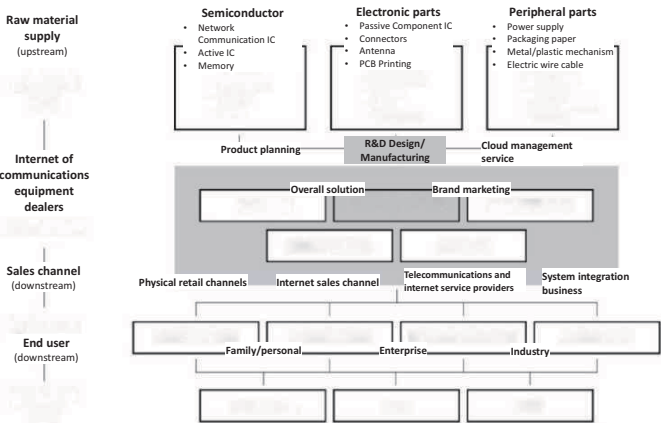 Raw material
supply
(upstream)
Semiconductor
• Network
Communication IC
• Active IC
• Memory
Electronic parts
• Passive Component IC
• Connectors
• Antenna
• PCB Printing
Peripheral parts
• Power supply
• Packaging paper
• Metal/plastic mechanism
• Electric wire cable
Internet of
communications
equipment
dealers
Product planning
R&D Design/
Manufacturing
Cloud management
service
Overall solution
Brand marketing
Sales channel
(downstream)
Physical retail channels
Internet sales channel
Telecommunications and
internet service providers
System integration
business
End user
(downstream)
Family/personal
Enterprise
Industry